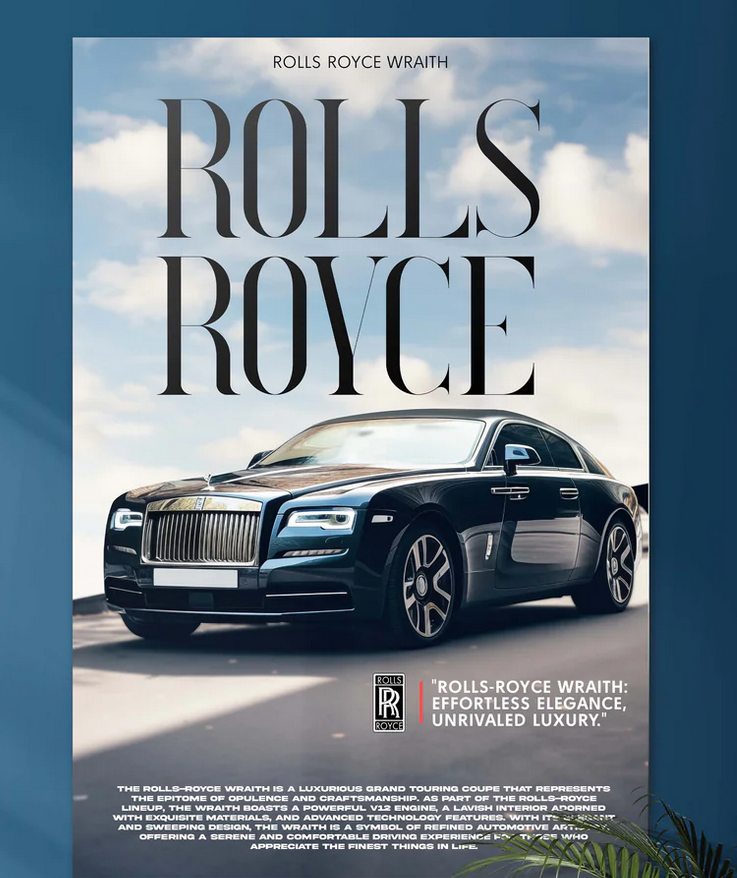 ROLLS ROYCE WRAITH
ROLLS
ROYCE
ROLLS
RR
ROYCE
"ROLLS-ROYCE WRAITH:
EFFORTLESS ELEGANCE,
UNRIVALED LUXURY."
THE ROLLS-ROYCE WRAITH IS A LUXURIOUS GRAND TOURING COUPE THAT REPRESENTS
THE EPITOME OF OPULENCE AND CRAFTSMANSHIP. AS PART OF THE ROLLS-ROYCE
LINEUP, THE WRAITH BOASTS A POWERFUL V12 ENGINE, A LAVISH INTERIOR ADORNED
WITH EXQUISITE MATERIALS, AND ADVANCED TECHNOLOGY FEATURES. WITH ITS
AND SWEEPING DESIGN, THE WRAITH IS A SYMBOL OF REFINED AUTOMOTIVE
OFFERING A SERENE AND COMFORTABLE DRIVING EXPERIENCE WHO
APPRECIATE THE FINEST THINGS IN LIFE.